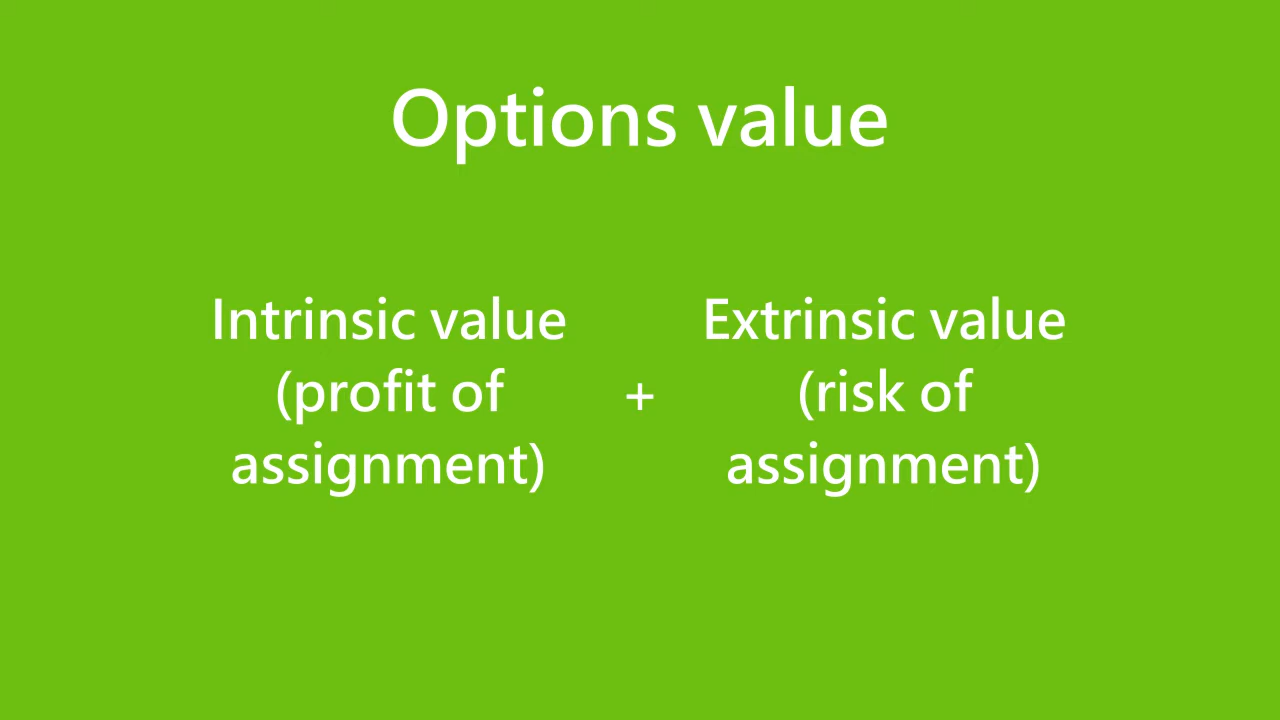 Options value
Intrinsic value
(profit of
assignment)
+
Extrinsic value
(risk of
assignment)